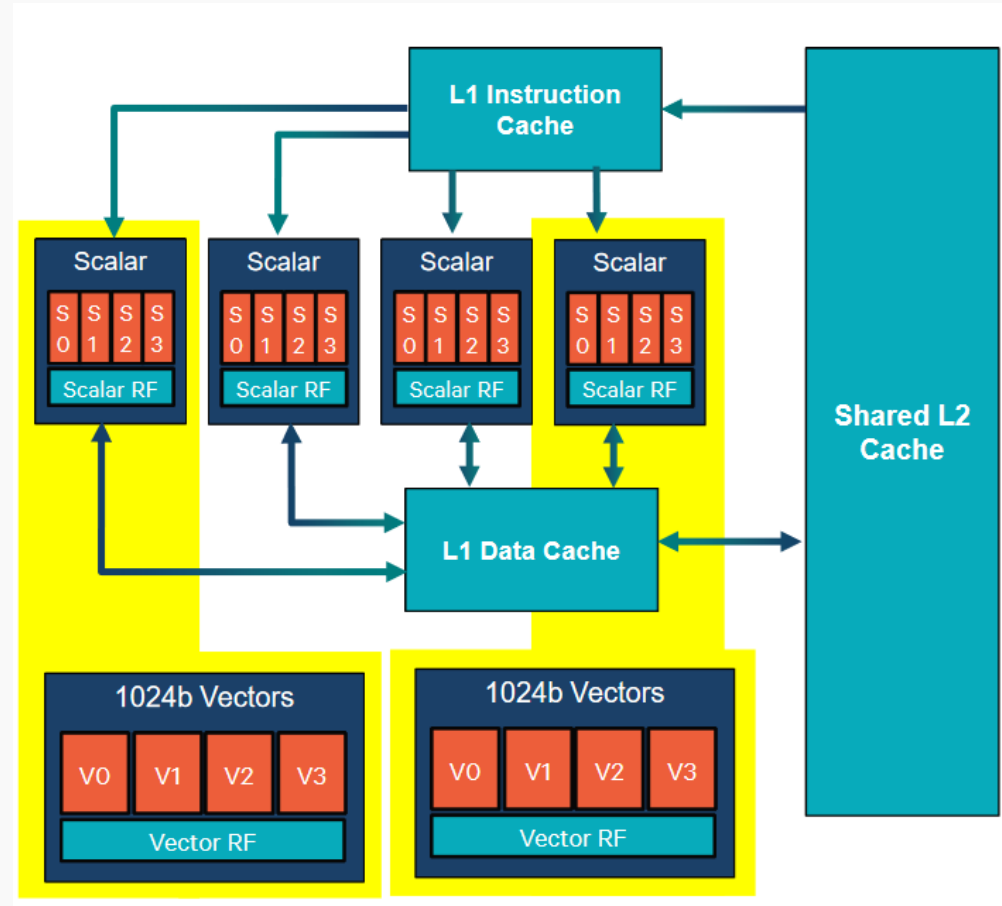 L1 Instruction
Cache
Scalar
S S S S
0 1 2 3
Scalar RF
Scalar
S S S S
0 1 2 3
Scalar RF
Scalar
S S S S
0 1 2 3
Scalar RF
Scalar
S S S S
0 1 2 3
Scalar RF
Shared L2
Cache
L1 Data Cache
1024b Vectors
V0 V1 V2 V3
Vector RF
1024b Vectors
V0 V1 V2 V3
Vector RF